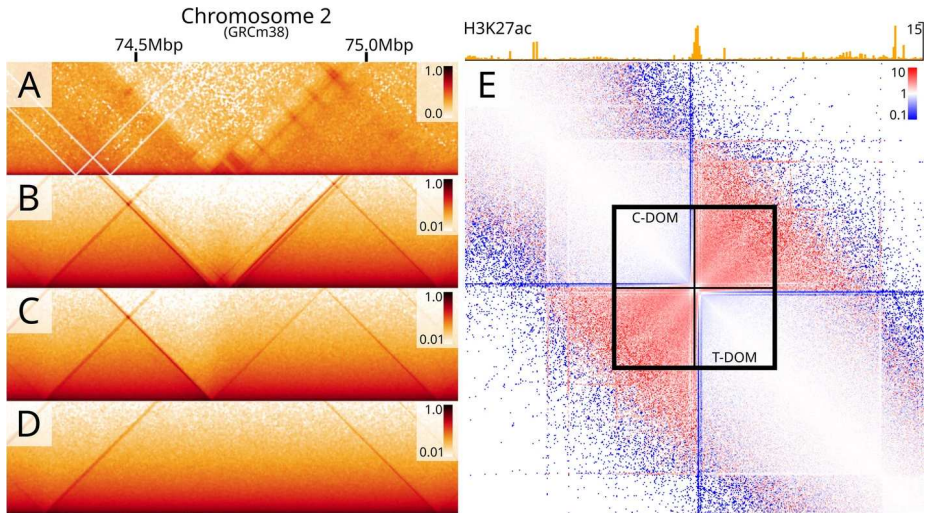 Chromosome 2
(GRCm38)
74.5Mbp 75.0Mbp
A
1.0
0.0
B
1.0
0.01
C
1.0
0.01
D
1.0
0.01
H3K27ac
15
E
10
1
0.1
C-DOM
T-DOM